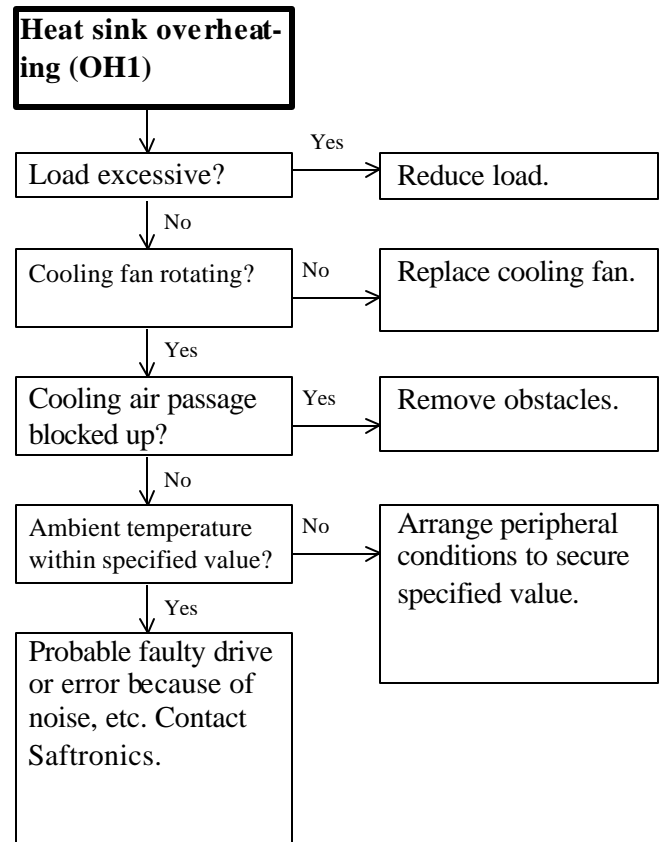 Heat sink overheat-
ing (OH1)
Yes
Load excessive?
Reduce load.
No
Cooling fan rotating?
No
Replace cooling fan.
Yes
Cooling air passage
blocked up?
Yes
Remove obstacles.
No
Ambient temperature
within specified value?
No
Arrange peripheral
conditions to secure
specified value.
Yes
Probable faulty drive
or error because of
noise, etc. Contact
Saftronics.